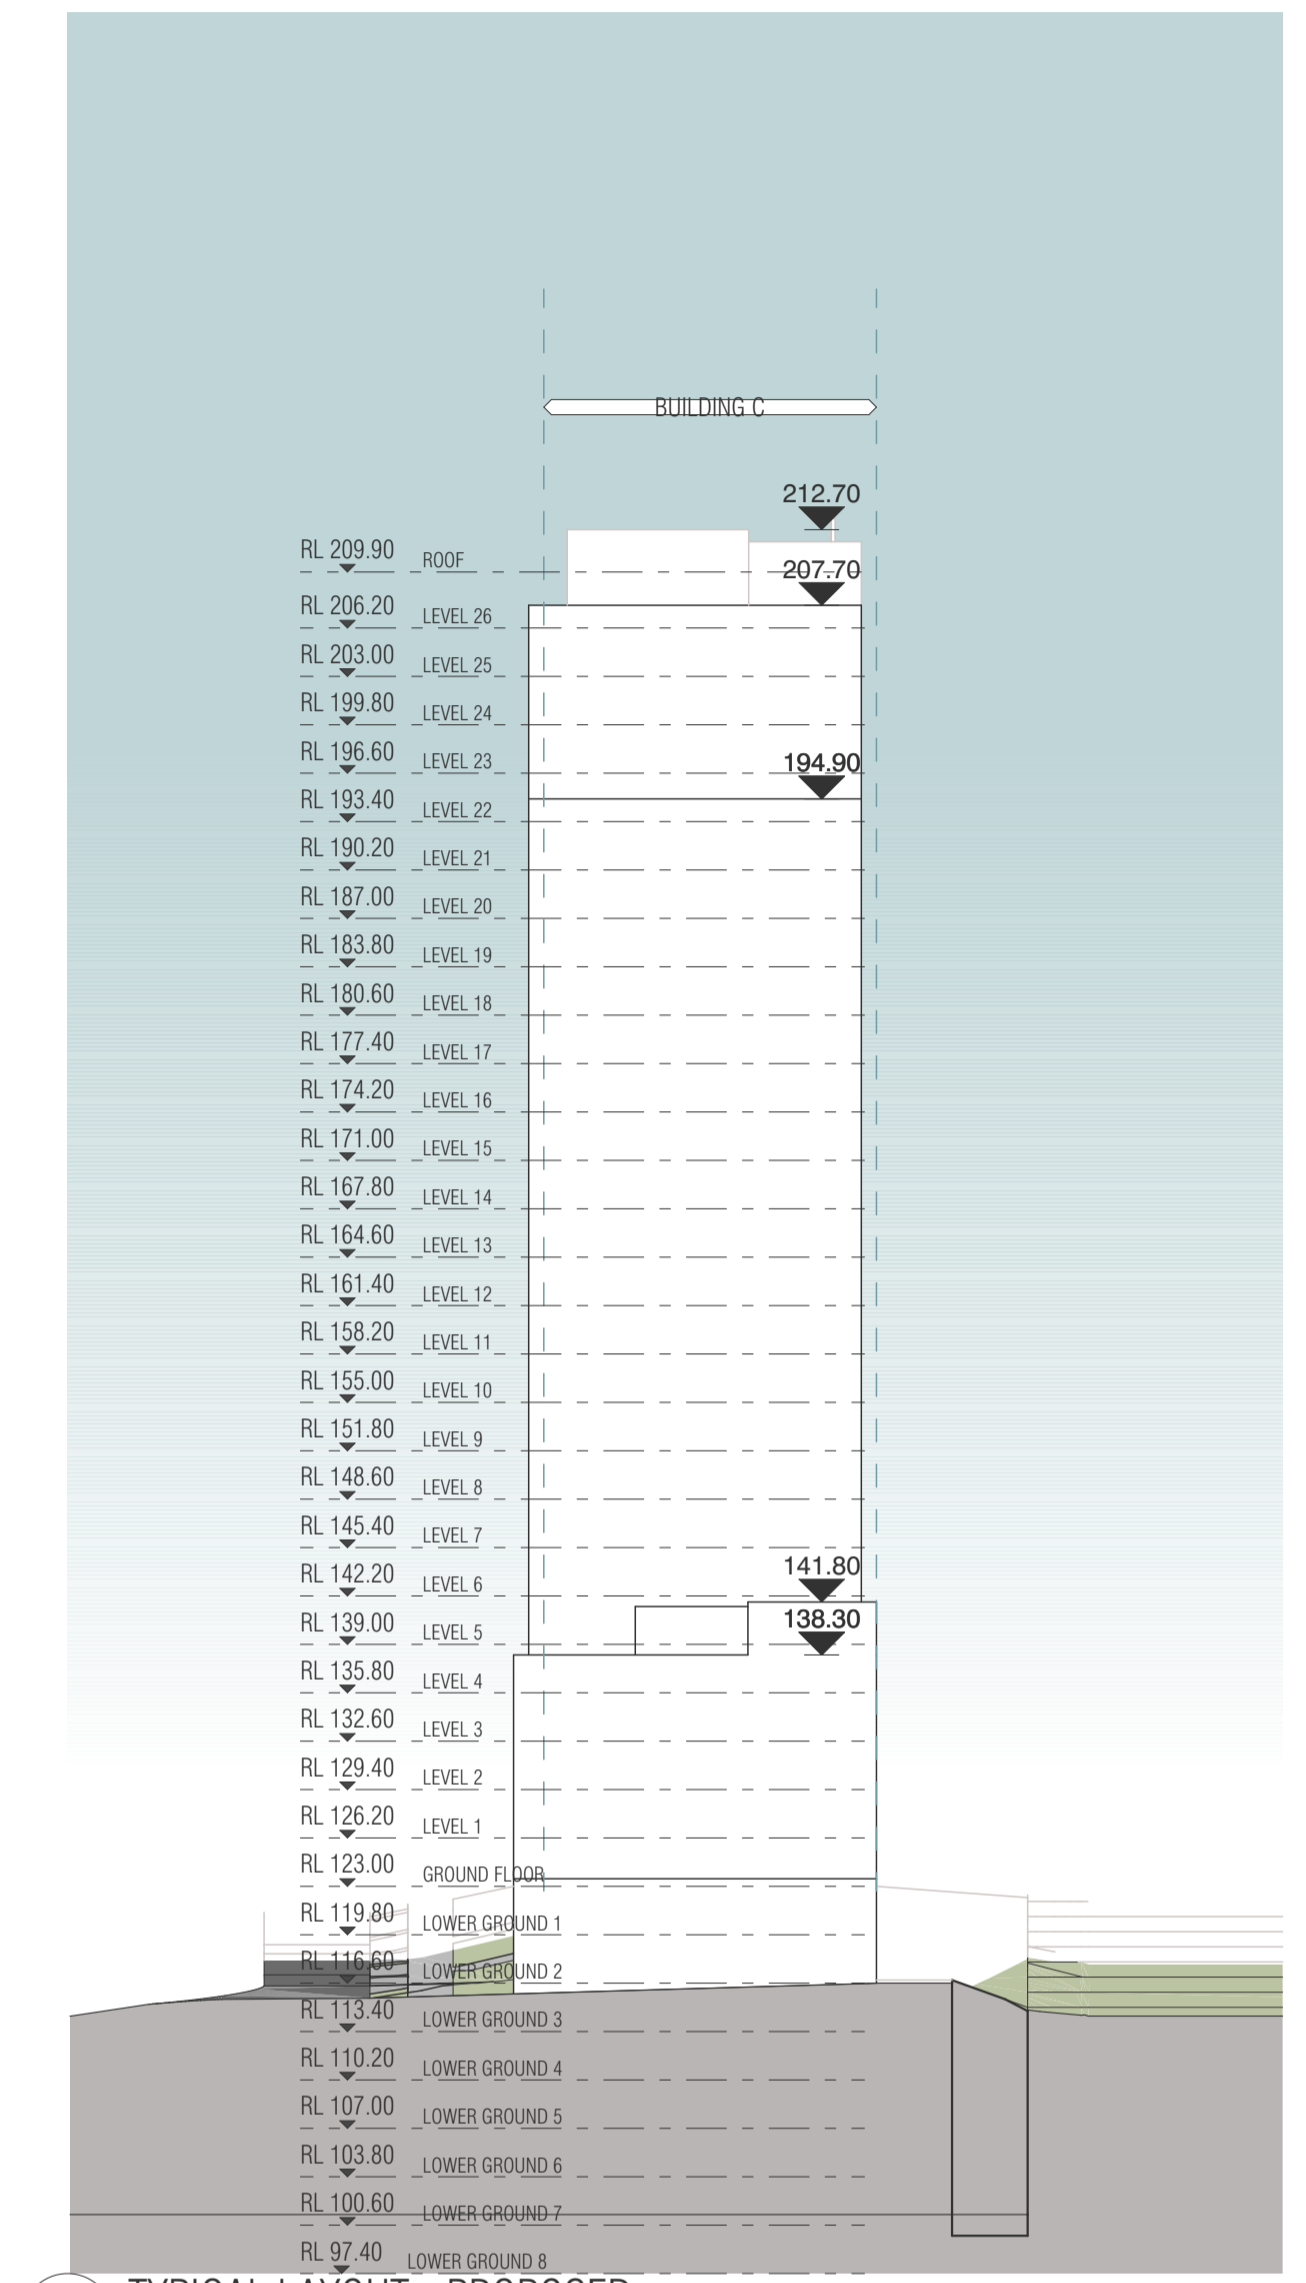 BUILDING C
212.70
RL 209.90 ROOF
207.70
RL 206.20 LEVEL 26
RL 203.00 LEVEL 25
RL 199.80 LEVEL 24
RL 196.60 LEVEL 23
194.90
RL 193.40 LEVEL 22
RL 190.20 LEVEL 21
RL 187.00 LEVEL 20
RL 183.80 LEVEL 19
RL 180.60 LEVEL 18
RL 177.40 LEVEL 17
RL 174.20 LEVEL 16
RL 171.00 LEVEL 15
RL 167.80 LEVEL 14
RL 164.60 LEVEL 13
RL 161.40 LEVEL 12
RL 158.20 LEVEL 11
RL 155.00 LEVEL 10
RL 151.80 LEVEL 9
RL 148.60 LEVEL 8
RL 145.40 LEVEL 7
141.80
RL 142.20 LEVEL 6
138.30
RL 139.00 LEVEL 5
RL 135.80 LEVEL 4
RL 132.60 LEVEL 3
RL 129.40 LEVEL 2
RL 126.20 LEVEL 1
RL 123.00 GROUND FLOOR
RL 119.80 LOWER GROUND 1
RL 116.60 LOWER GROUND 2
RL 113.40 LOWER GROUND 3
RL 110.20 LOWER GROUND 4
RL 107.00 LOWER GROUND 5
RL 103.80 LOWER GROUND 6
RL 100.60 LOWER GROUND 7
RL 97.40 LOWER GROUND 8
TYPICAL LAYOUT - PROPOSED